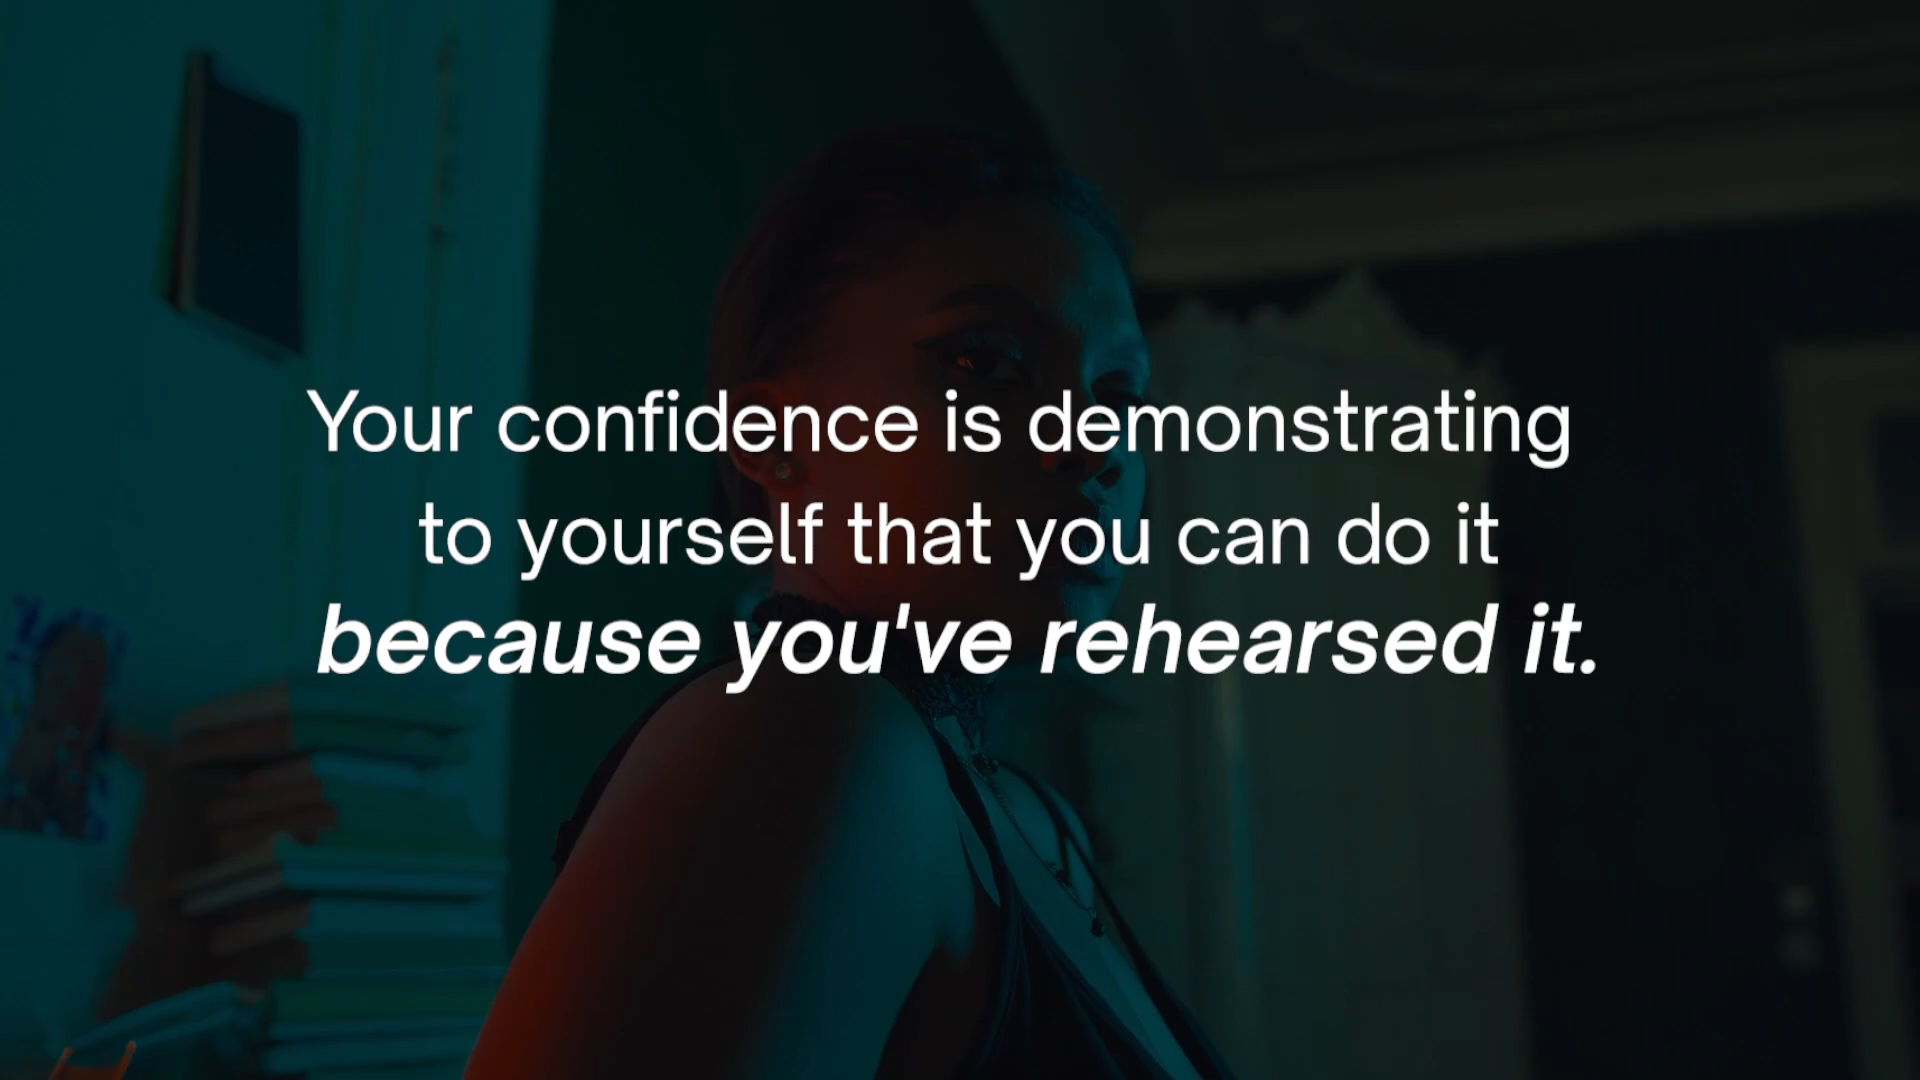 Your confidence is demonstrating
to yourself that you can do it
because you've rehearsed it.